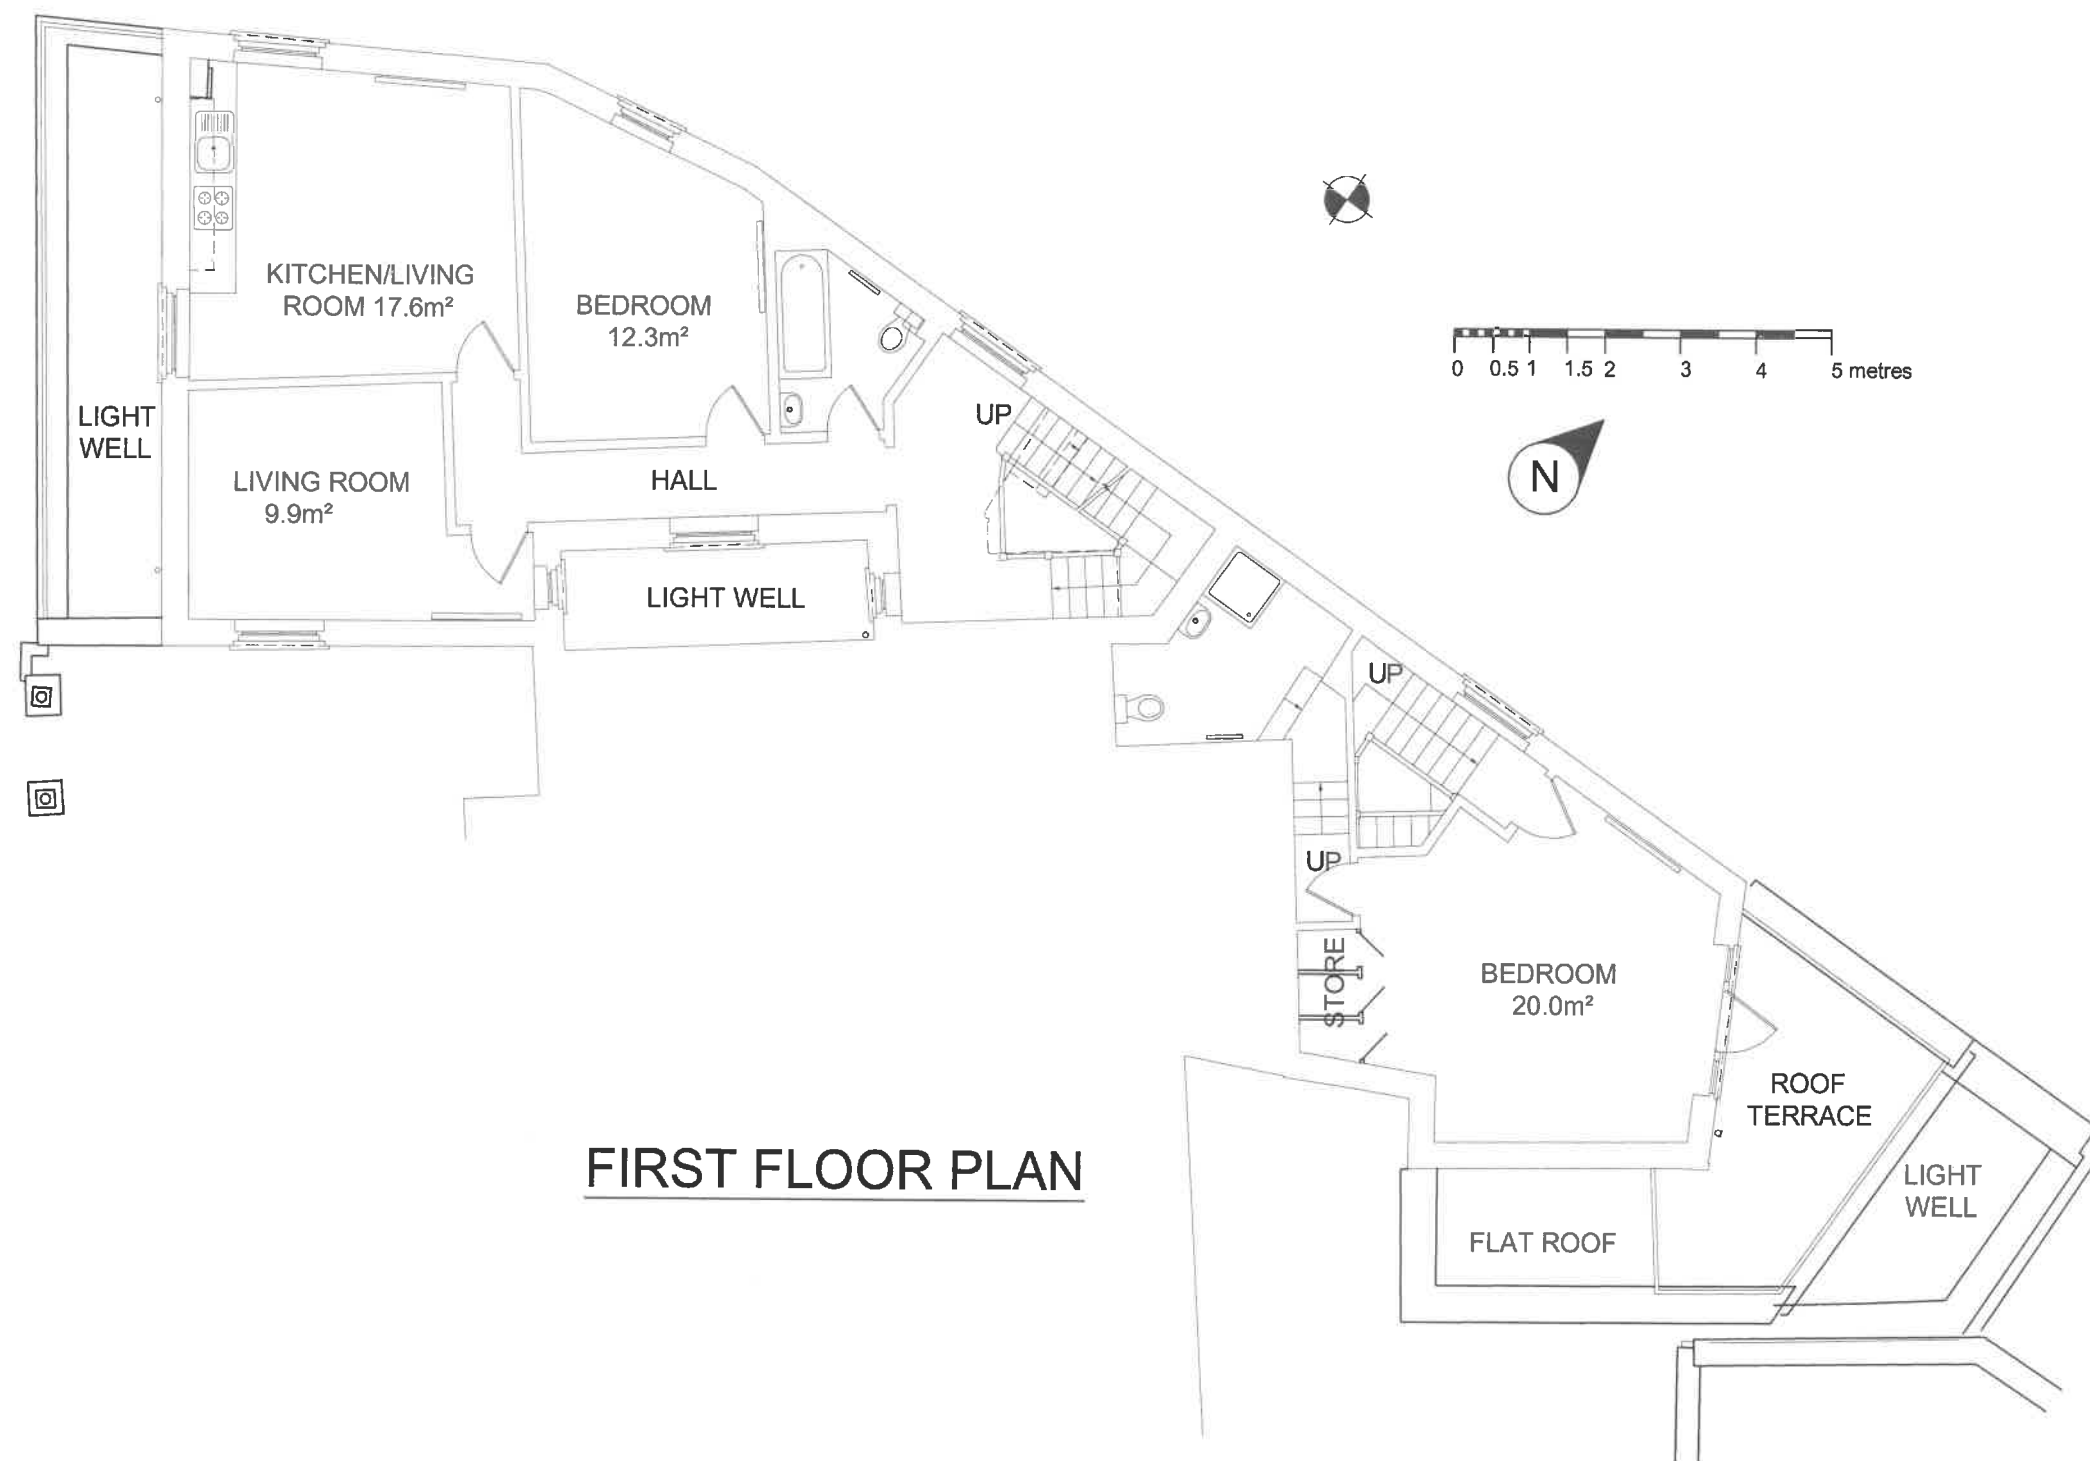 KITCHEN/LIVING
ROOM 17.6m²
BEDROOM
12.3m²
LIGHT
WELL
LIVING ROOM
9.9m²
HALL
LIGHT WELL
UP
0 0.5 1 1.5 2 3 4 5 metres
N
UP
UP
STORE
BEDROOM
20.0m²
ROOF
TERRACE
LIGHT
WELL
FLAT ROOF
FIRST FLOOR PLAN